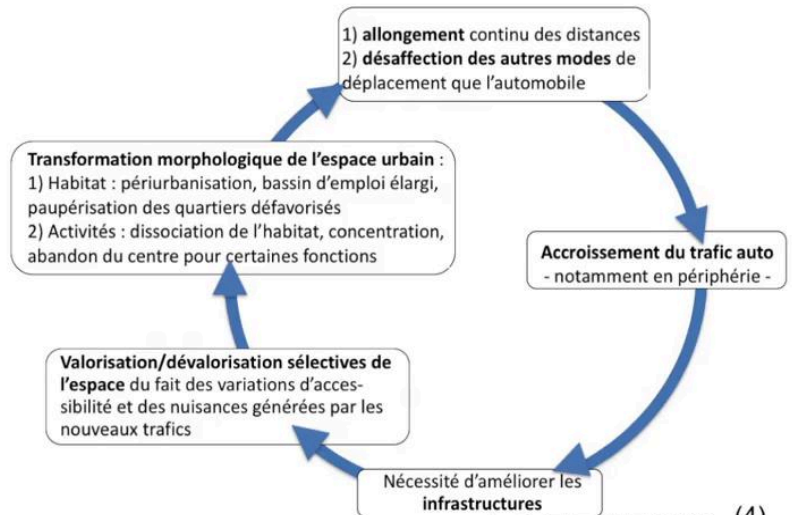 1) allongement continu des distances
2) désaffection des autres modes de
déplacement que l'automobile
Transformation morphologique de l'espace urbain :
1) Habitat : périurbanisation, bassin d'emploi élargi,
paupérisation des quartiers défavorisés
2) Activités : dissociation de l'habitat, concentration,
abandon du centre pour certaines fonctions
Accroissement du trafic auto
- notamment en périphérie -
Valorisation/dévalorisation sélectives de
l'espace du fait des variations d'acces-
sibilité et des nuisances générées par les
nouveaux trafics
Nécessité d'améliorer les
infrastructures
(4)